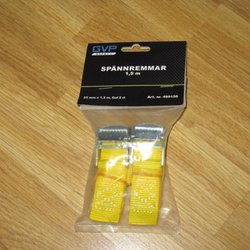 GVP
SPÄNNREMMAR
1,5 m
25 mm x 1,5 m, Gul 2 st Art. nr.